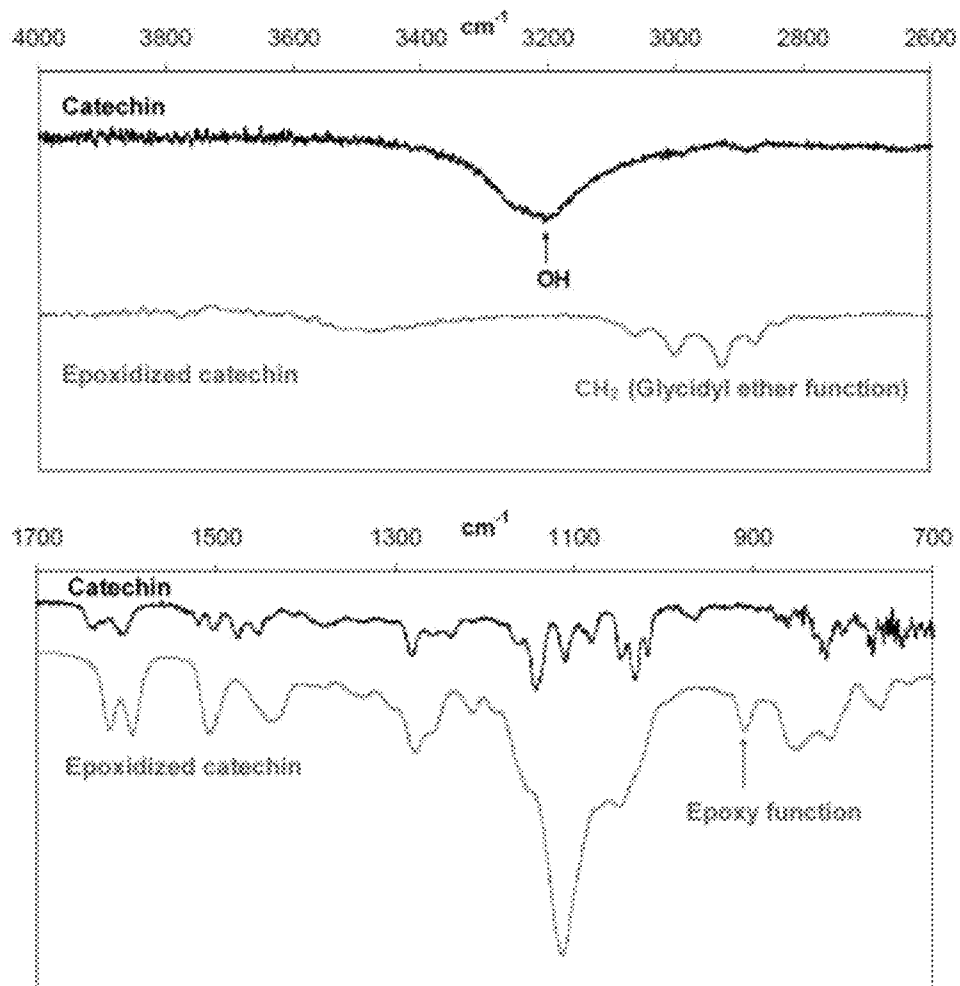 cm⁻¹
4000 3800 3600 3400 3200 3000 2800 2600
Catechin
OH
Epoxidized catechin
CH₂ (Glycidyl ether function)
cm⁻¹
1700 1500 1300 1100 900 700
Catechin
Epoxidized catechin
Epoxy function